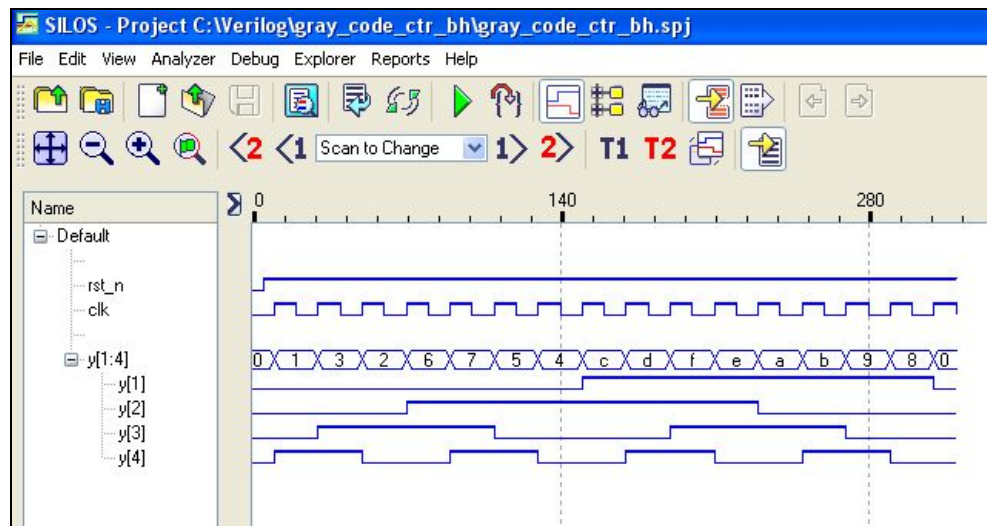 SILOS - Project C:\Verilog\gray_code_ctr_bh\gray_code_ctr_bh.spj
File Edit View Analyzer Debug Explorer Reports Help
2 1 Scan to Change 1 2 T1 T2
Name 0 140 280
Default
rst_n
clk
y[1:4] 0 1 3 2 6 7 5 4 c d f e a b 9 8 0
y[1]
y[2]
y[3]
y[4]